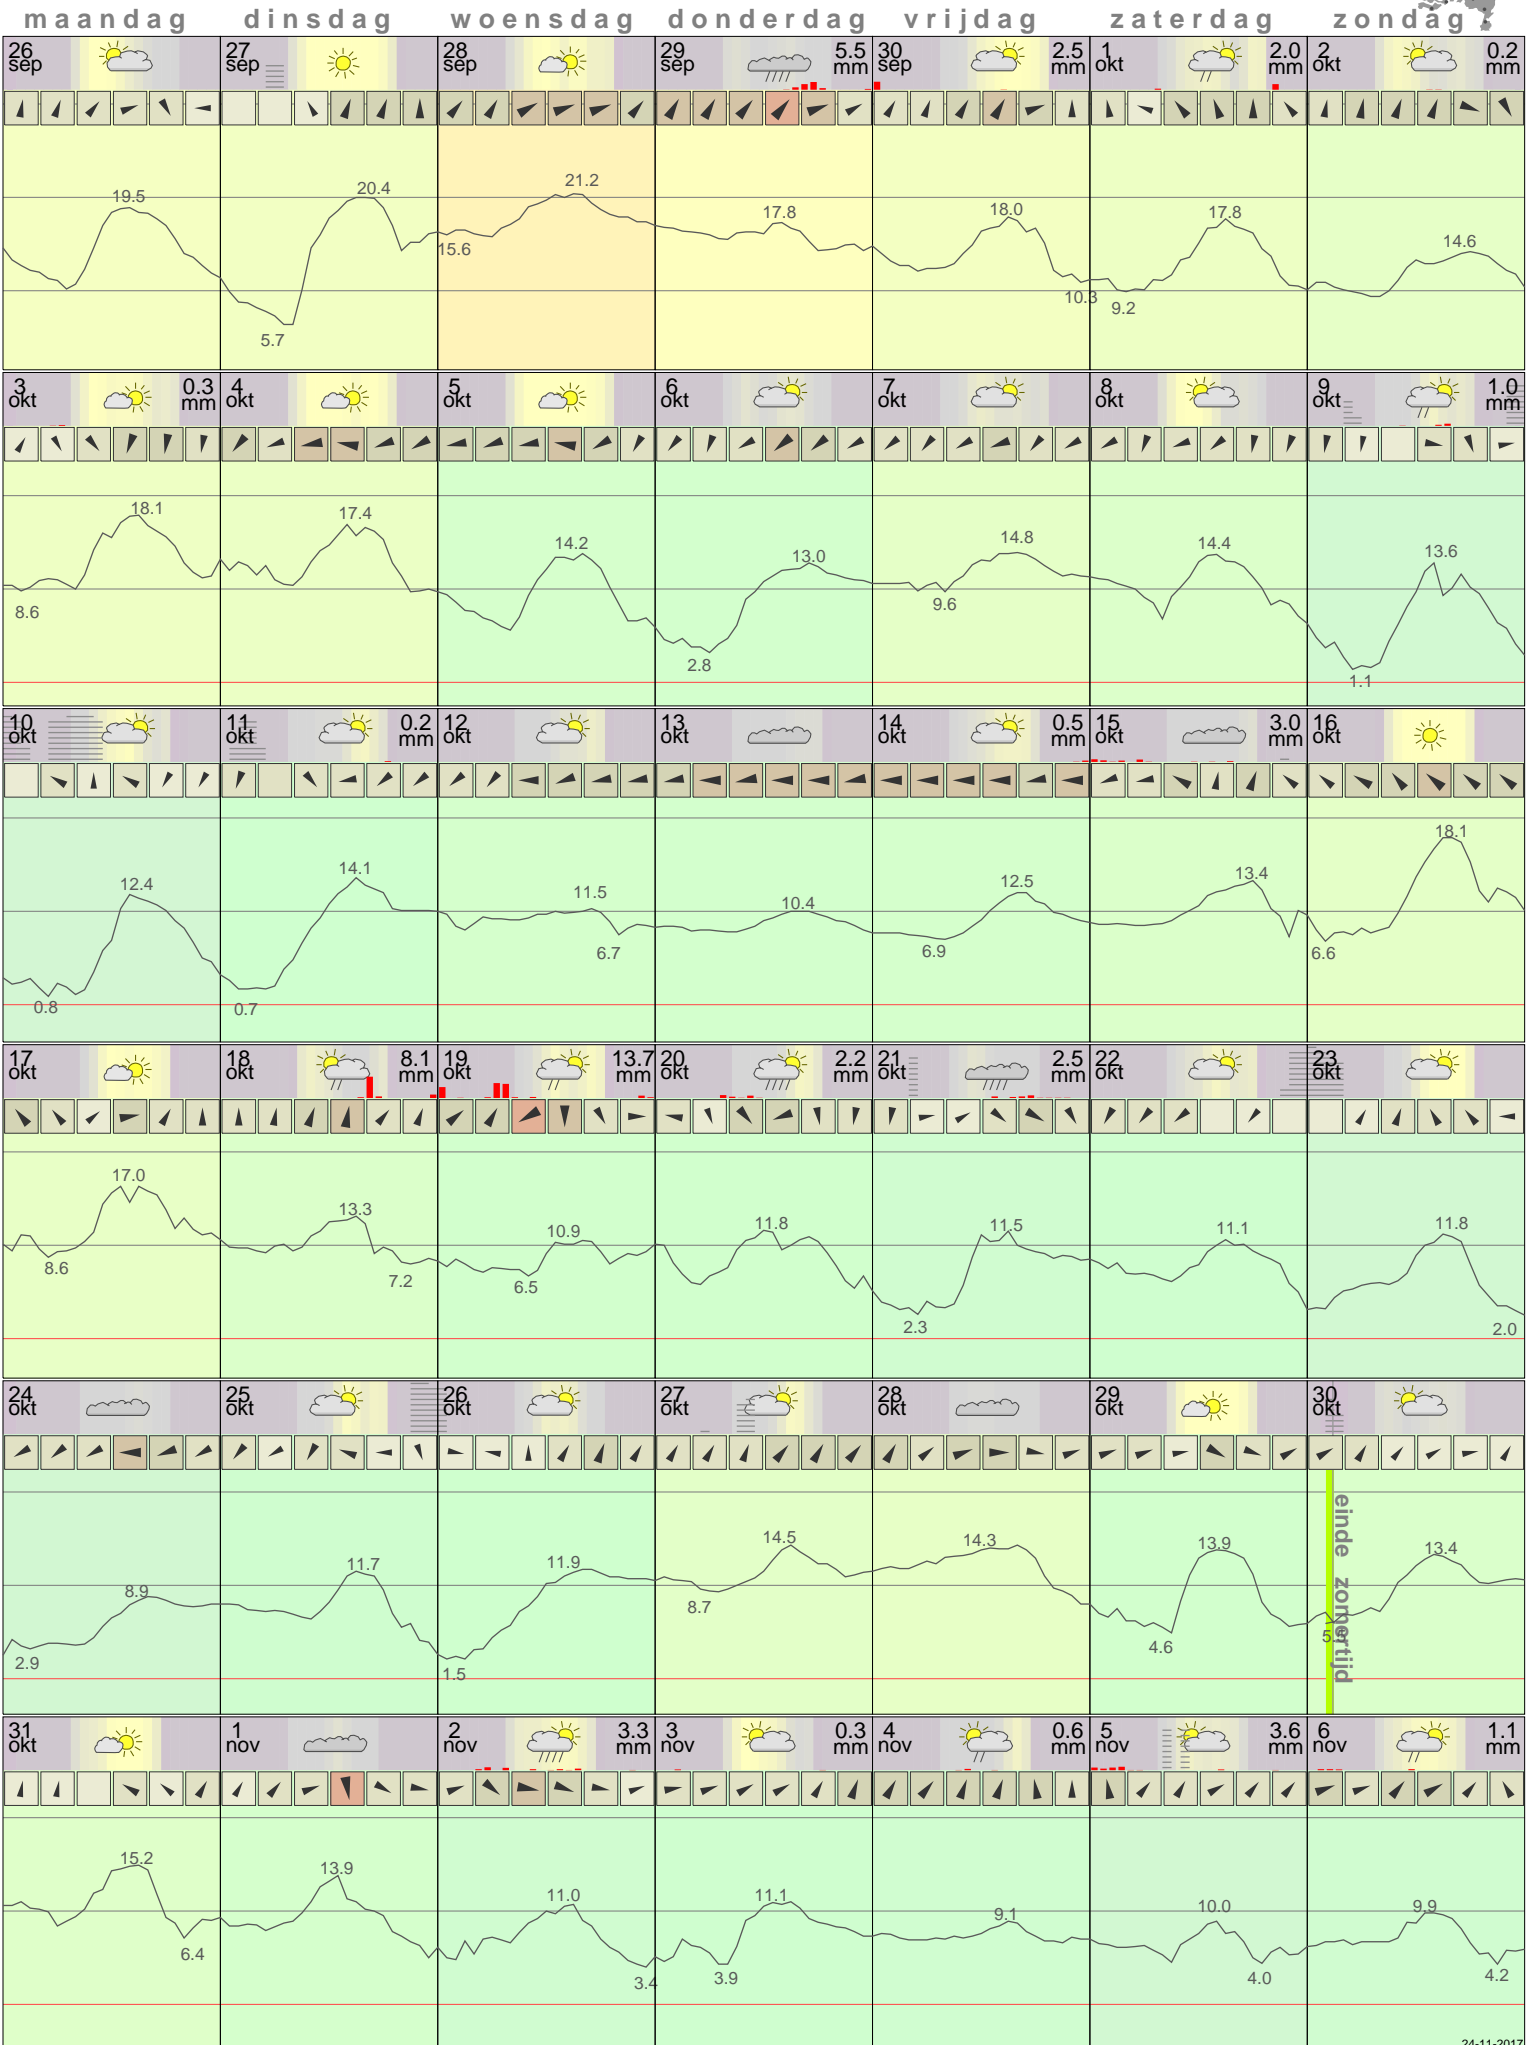 maandag dinsdag woensdag donderdag vrijdag zaterdag zondag
26 27 28 29 5.5 30 2.5 1 2.0 2 0.2
sep sep sep sep mm sep mm okt mm okt mm
19.5 20.4 21.2 17.8 18.0 17.8 14.6
5.7 15.6 10.3 9.2
3 0.3 4 5 6 7 8 9 1.0
okt mm okt okt okt okt okt okt mm
18.1 17.4 14.2 13.0 14.8 14.4 13.6
8.6 2.8 9.6 1.1
10 11 0.2 12 13 14 0.5 15 3.0 16
okt okt mm okt okt okt mm okt mm okt
12.4 14.1 11.5 10.4 12.5 13.4 18.1
0.8 0.7 6.7 6.9 6.6
17 18 8.1 19 13.7 20 2.2 21 2.5 22 23
okt okt mm okt mm okt mm okt mm okt okt
17.0 13.3 10.9 11.8 11.5 11.1 11.8
8.6 7.2 6.5 2.3 2.0
24 25 26 27 28 29 30
okt okt okt okt okt okt okt
8.9 11.7 11.9 14.5 14.3 13.9 13.4
2.9 1.5 8.7 4.6
einde zomertijd
31 1 2 3.3 3 0.3 4 0.6 5 3.6 6 1.1
okt nov nov mm nov mm nov mm nov mm nov mm
15.2 13.9 11.0 11.1 9.1 10.0 9.9
6.4 3.4 3.9 4.0 4.2
24-11-2017